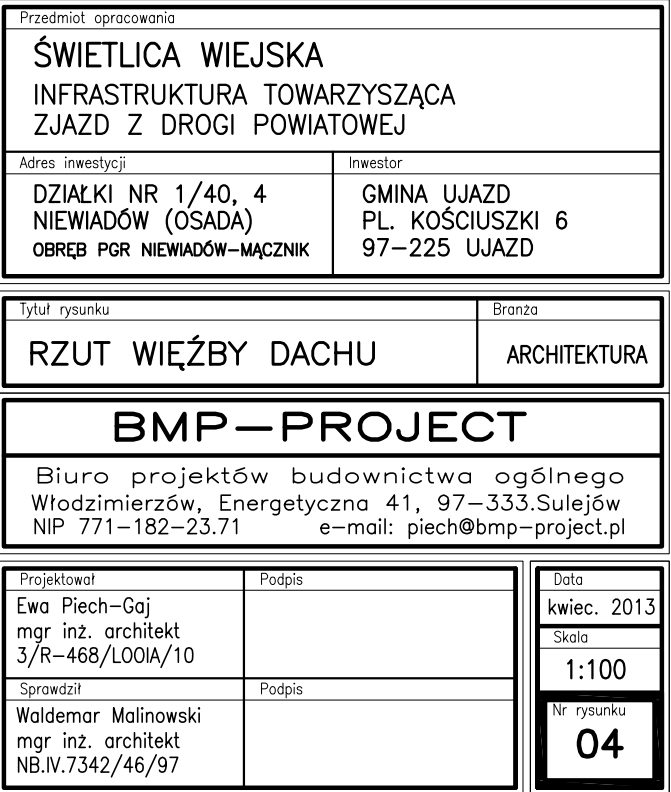 Przedmiot opracowania
ŚWIETLICA WIEJSKA
INFRASTRUKTURA TOWARZYSZĄCA
ZJAZD Z DROGI POWIATOWEJ
Adres inwestycji
DZIAŁKI NR 1/40, 4
NIEWIADÓW (OSADA)
OBRĘB PGR NIEWIADÓW-MĄCZNIK
Inwestor
GMINA UJAZD
PL. KOŚCIUSZKI 6
97-225 UJAZD
Tytuł rysunku
RZUT WIĘŹBY DACHU
Branża
ARCHITEKTURA
BMP-PROJECT
Biuro projektów budownictwa ogólnego
Włodzimierzów, Energetyczna 41, 97-333.Sulejów
NIP 771-182-23.71 e-mail: piech@bmp-project.pl
Projektował
Ewa Piech-Gaj
mgr inż. architekt
3/R-468/LOOIA/10
Podpis
Sprawdził
Waldemar Malinowski
mgr inż. architekt
NB.IV.7342/46/97
Podpis
Data
kwiec. 2013
Skala
1:100
Nr rysunku
04